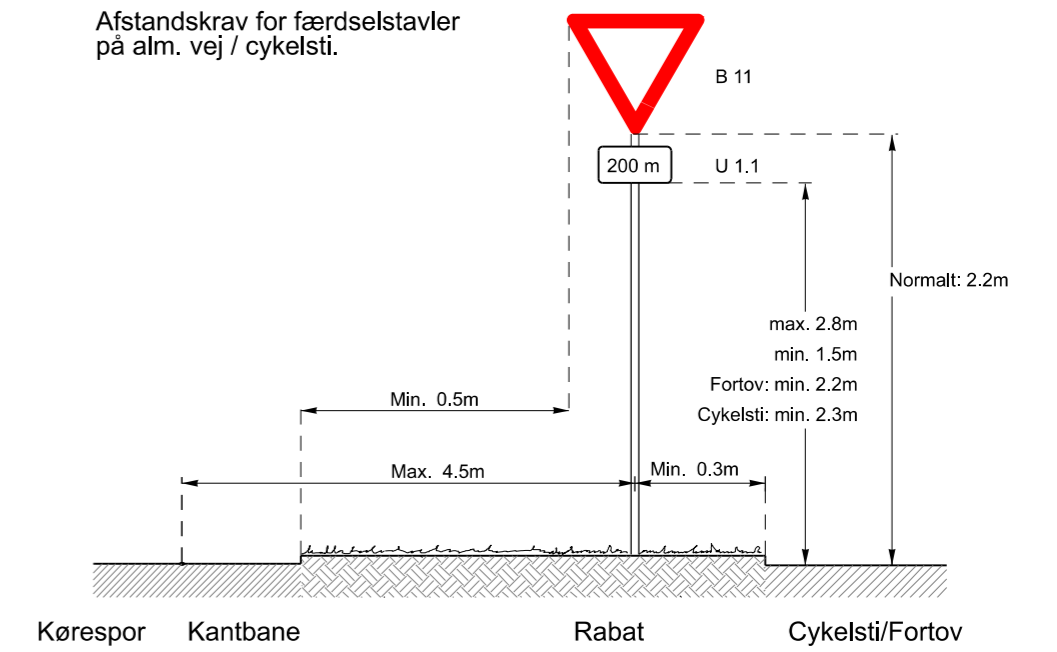 Afstandskrav for færdselstavler
på alm. vej / cykelsti.
B 11
200 m
U 1.1
Normalt: 2.2m
max. 2.8m
min. 1.5m
Fortov: min. 2.2m
Cykelsti: min. 2.3m
Min. 0.5m
Max. 4.5m
Min. 0.3m
Kørespor
Kantbane
Rabat
Cykelsti/Fortov